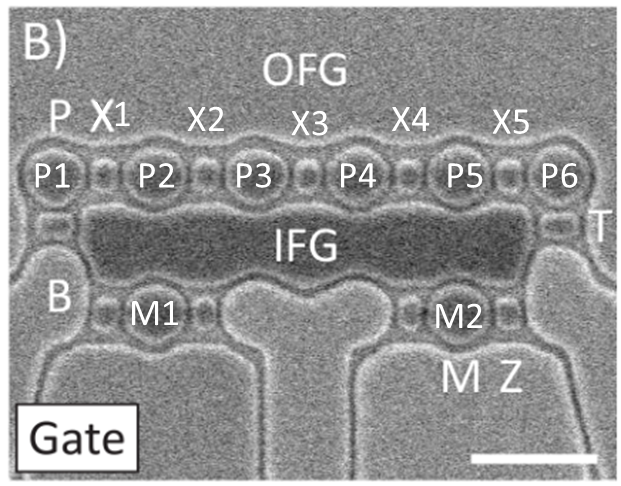 B)
OFG
P X1 X2 X3 X4 X5
P1 P2 P3 P4 P5 P6
IFG T
B M1 M2
M Z
Gate